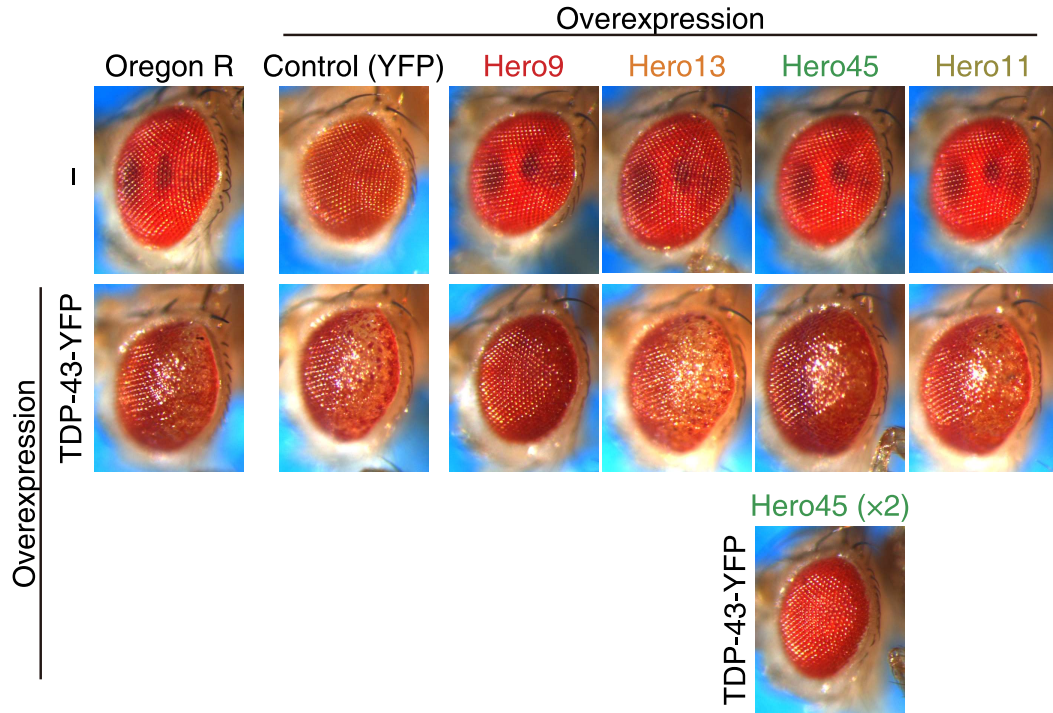 Overexpression
Oregon R Control (YFP) Hero9 Hero13 Hero45 Hero11
–
TDP-43-YFP
Overexpression
Hero45 (×2)
TDP-43-YFP